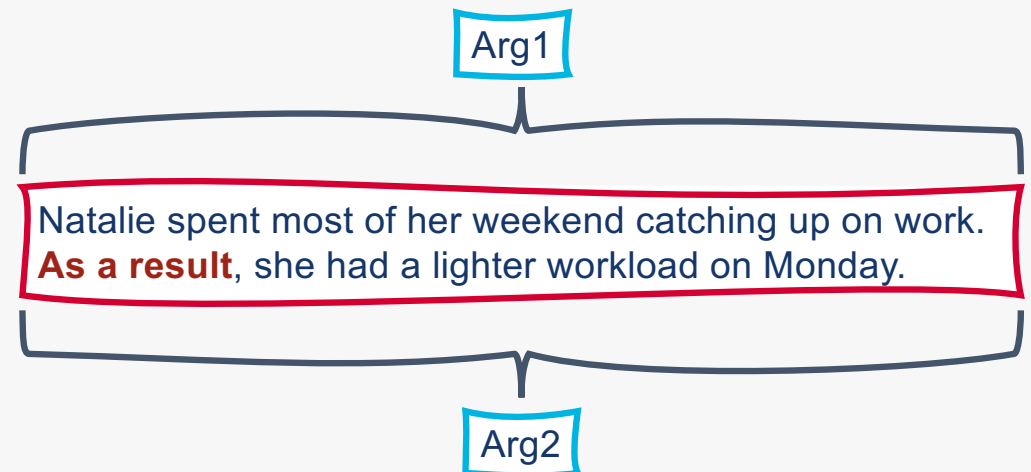 Arg1
Natalie spent most of her weekend catching up on work.
As a result, she had a lighter workload on Monday.
Arg2